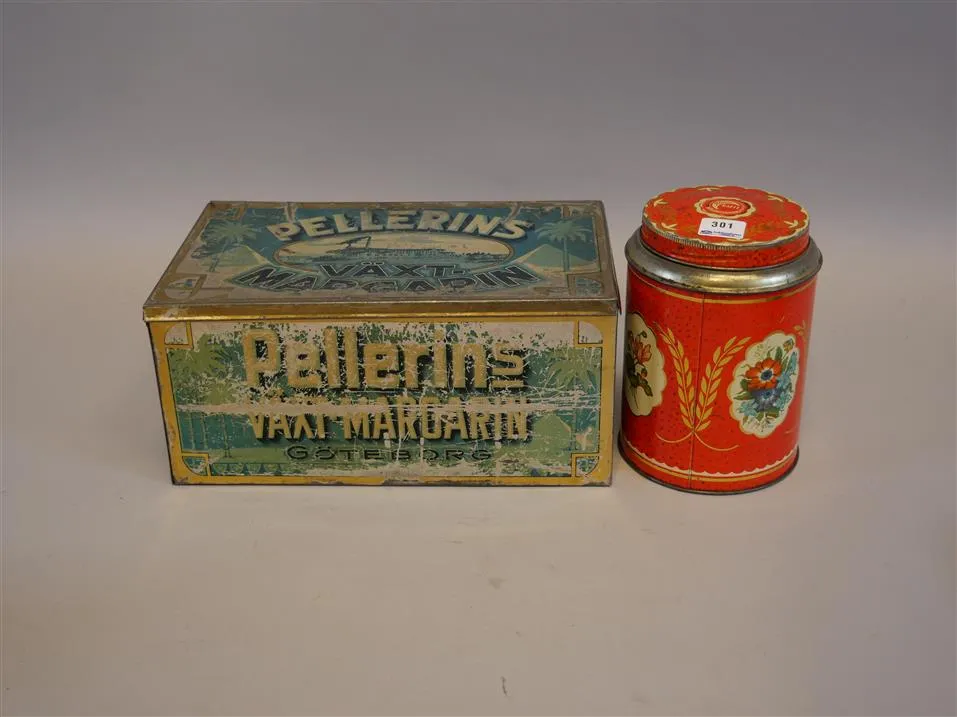 PELLERINS
VÄXT-
MARGARIN
Pellerins
VÄXT-MARGARIN
GÖTEBORG
301